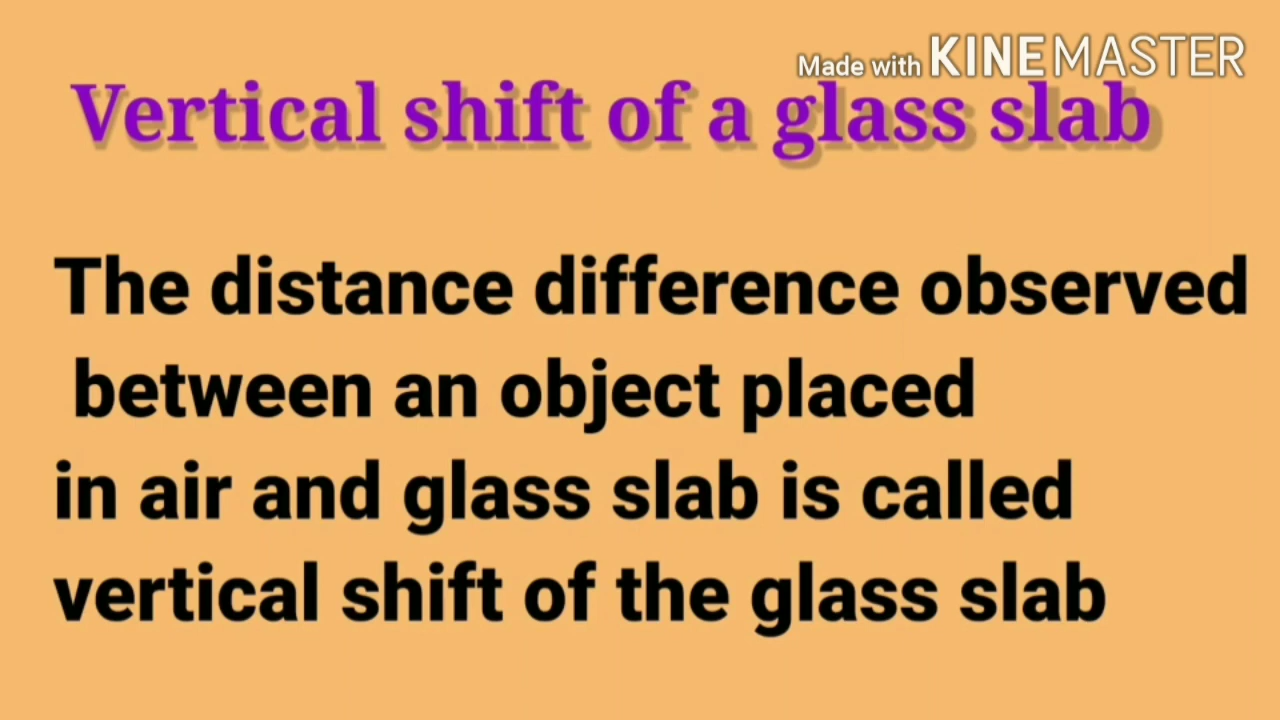 Made with KINEMASTER
Vertical shift of a glass slab
The distance difference observed
between an object placed
in air and glass slab is called
vertical shift of the glass slab